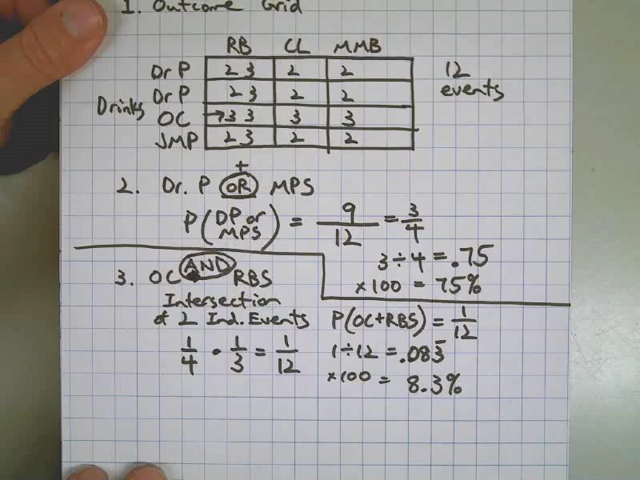 1. Outcome Grid
RB CL MMB
Dr P 2 3 2 2
12 events
Dr P 2 3 2 2
Drinks
OC →3 3 3 3
JMP 2 3 2 2
+
2. Dr. P OR MPS
P(DP or MPS) = 9/12 = 3/4
3 ÷ 4 = .75
×100 = 75%
3. OC AND RBS
Intersection
of 2 Ind. Events
1/4 · 1/3 = 1/12
P(OC+RBS) = 1/12
1 ÷ 12 = .083̅
×100 = 8.3%